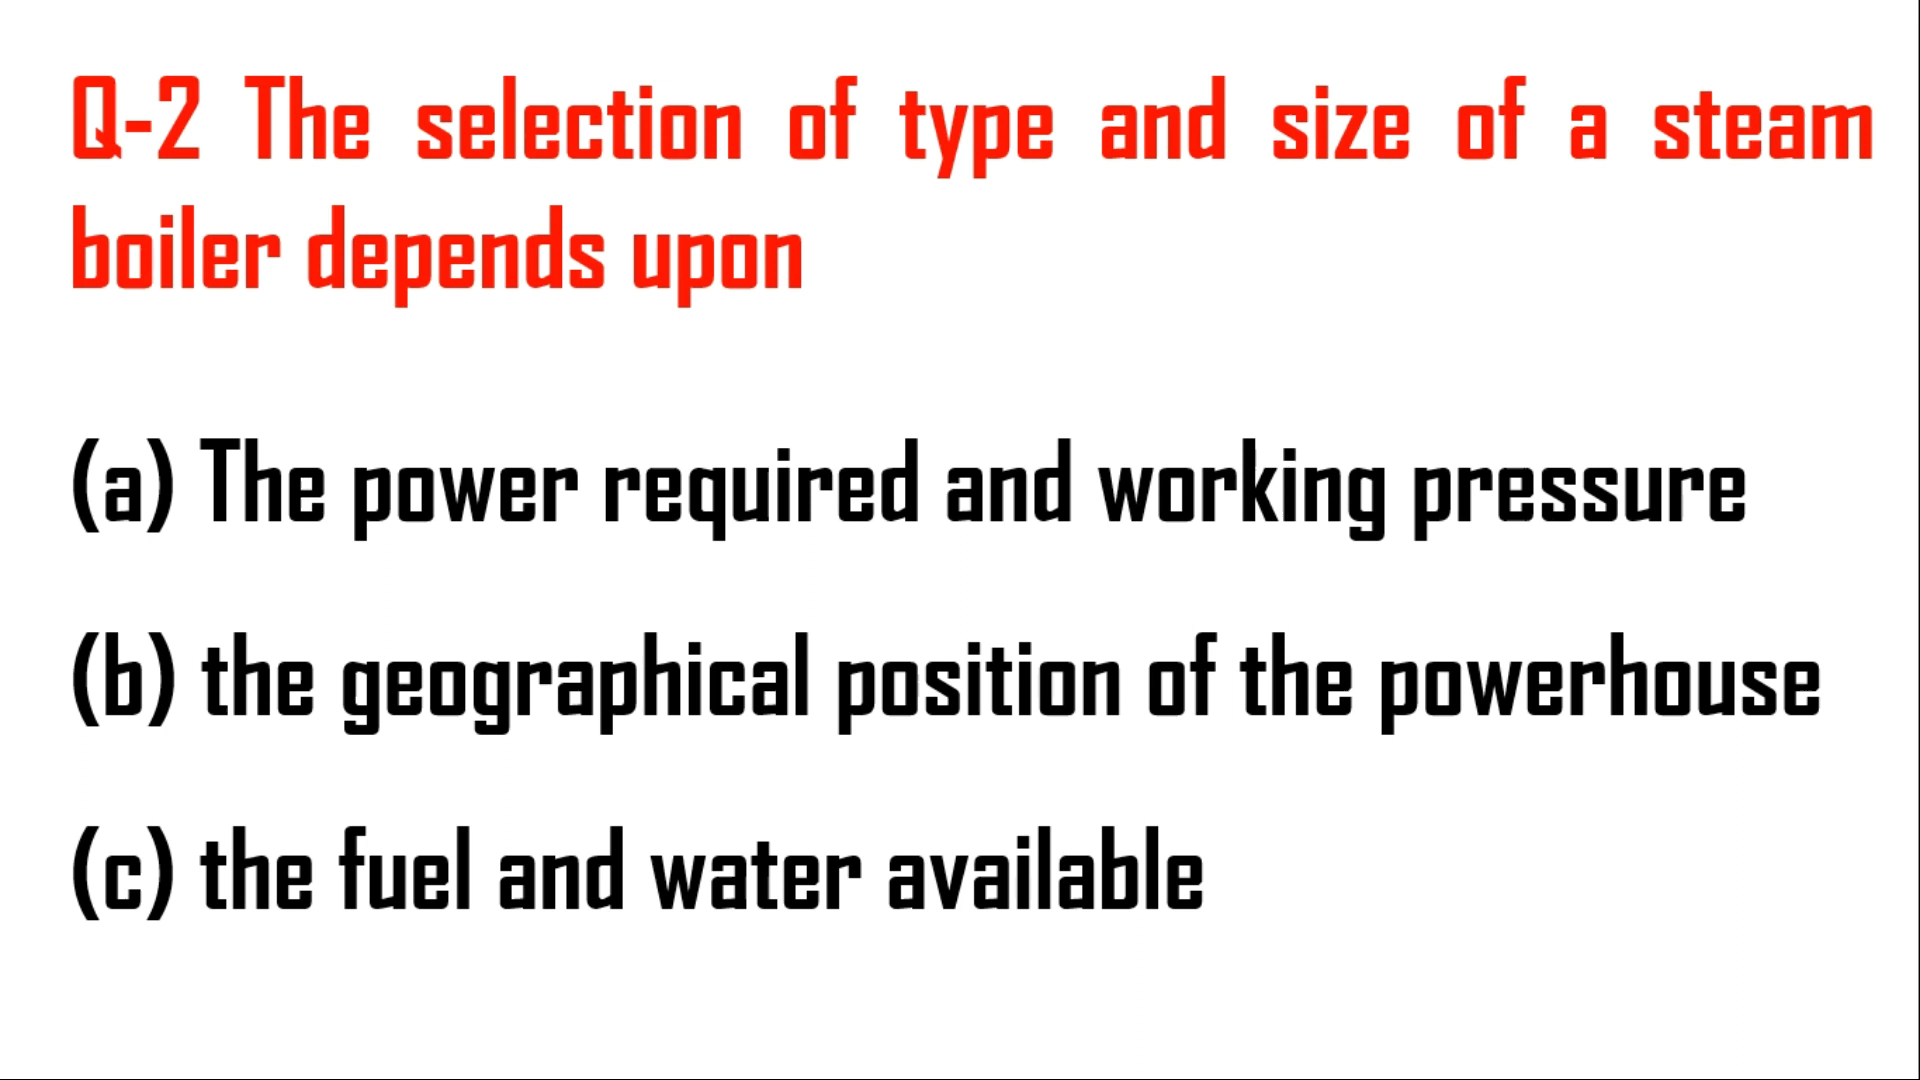 Q-2 The selection of type and size of a steam
boiler depends upon
(a) The power required and working pressure
(b) the geographical position of the powerhouse
(c) the fuel and water available